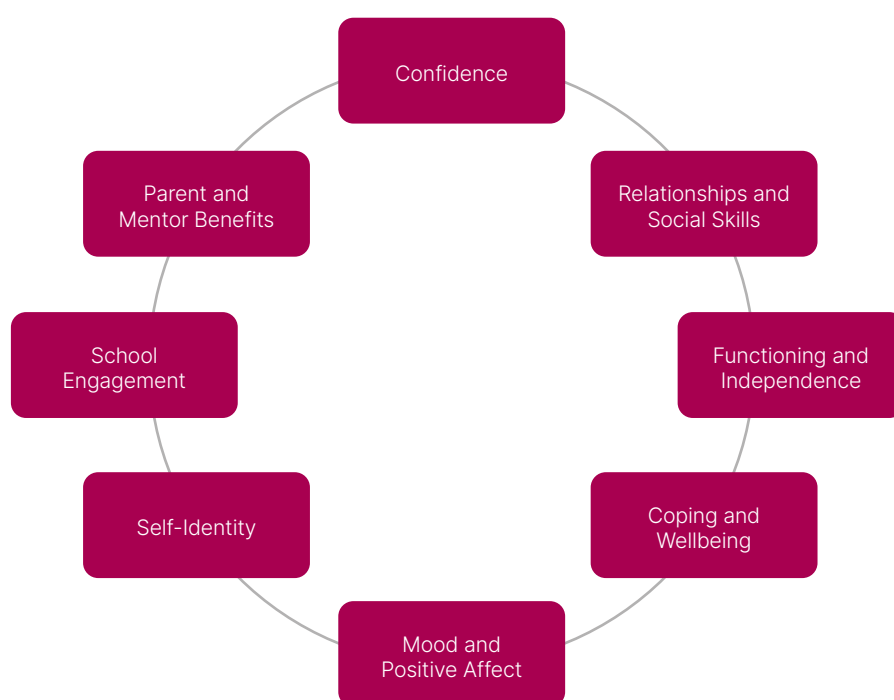 Confidence
Relationships and
Social Skills
Functioning and
Independence
Coping and
Wellbeing
Mood and
Positive Affect
Self-Identity
School
Engagement
Parent and
Mentor Benefits